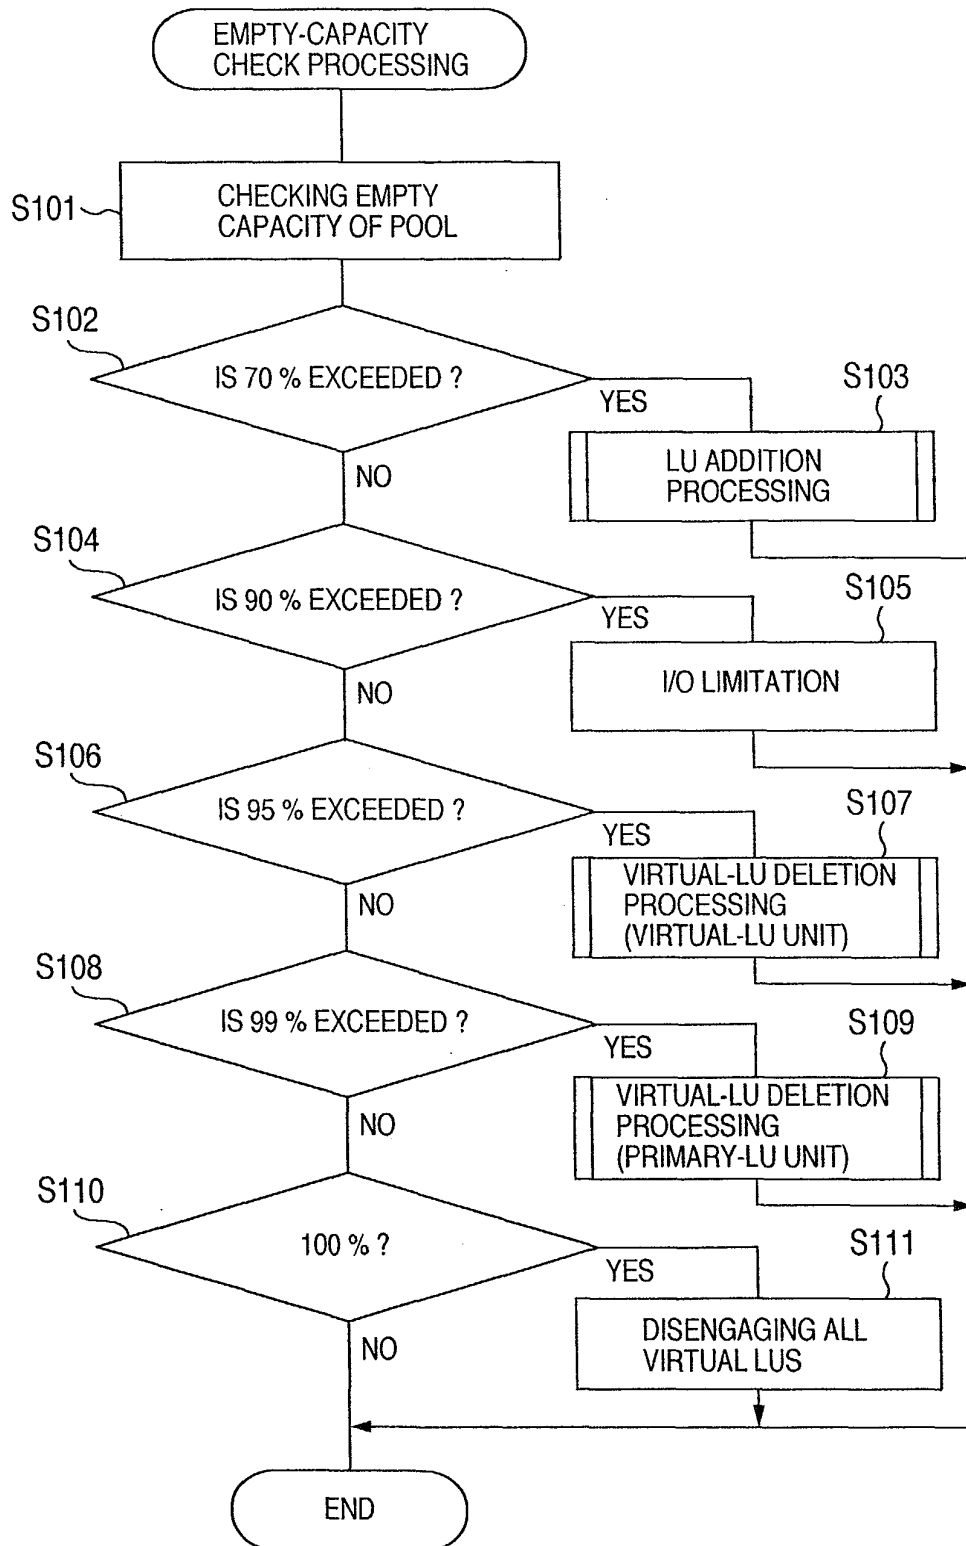 EMPTY-CAPACITY
CHECK PROCESSING
S101
CHECKING EMPTY
CAPACITY OF POOL
S102
IS 70 % EXCEEDED ?
YES
NO
S103
LU ADDITION
PROCESSING
S104
IS 90 % EXCEEDED ?
YES
NO
S105
I/O LIMITATION
S106
IS 95 % EXCEEDED ?
YES
NO
S107
VIRTUAL-LU DELETION
PROCESSING
(VIRTUAL-LU UNIT)
S108
IS 99 % EXCEEDED ?
YES
NO
S109
VIRTUAL-LU DELETION
PROCESSING
(PRIMARY-LU UNIT)
S110
100 % ?
YES
NO
S111
DISENGAGING ALL
VIRTUAL LUS
END